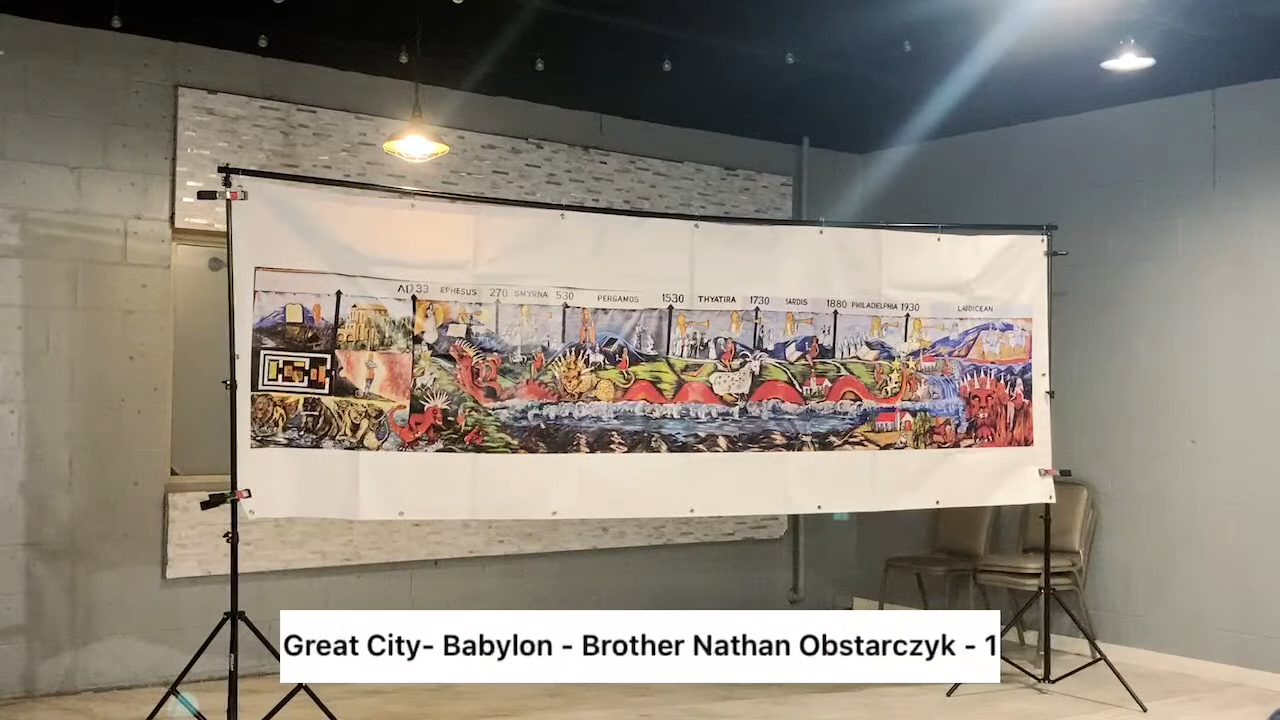 AD 33 EPHESUS 270 SMYRNA 530 PERGAMOS 1530 THYATIRA 1730 SARDIS 1880 PHILADELPHIA 1930 LAODICEAN
Great City- Babylon - Brother Nathan Obstarczyk - 1